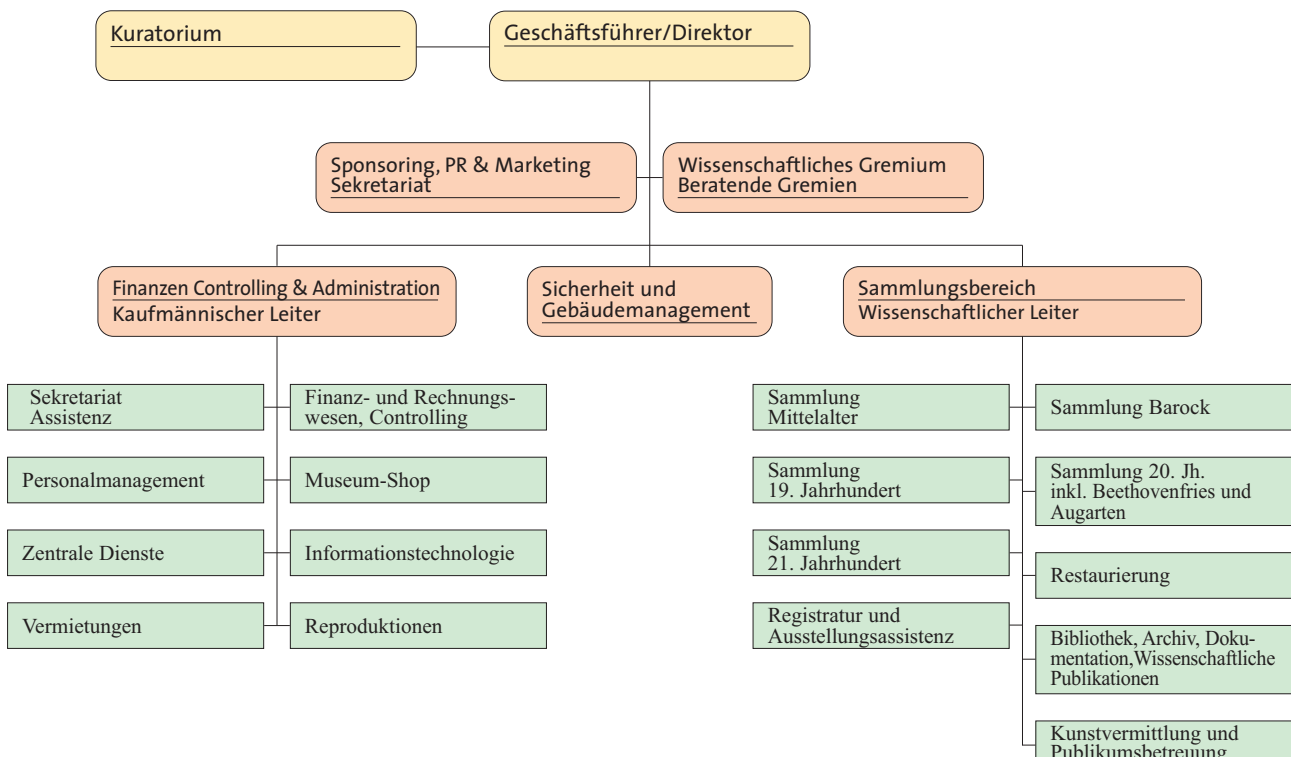 Kuratorium
Geschäftsführer/Direktor
Sponsoring, PR & Marketing
Sekretariat
Wissenschaftliches Gremium
Beratende Gremien
Finanzen Controlling & Administration
Kaufmännischer Leiter
Sicherheit und
Gebäudemanagement
Sammlungsbereich
Wissenschaftlicher Leiter
Sekretariat
Assistenz
Finanz- und Rechnungs-
wesen, Controlling
Personalmanagement
Museum-Shop
Zentrale Dienste
Informationstechnologie
Vermietungen
Reproduktionen
Sammlung
Mittelalter
Sammlung Barock
Sammlung
19. Jahrhundert
Sammlung 20. Jh.
inkl. Beethovenfries und
Augarten
Sammlung
21. Jahrhundert
Restaurierung
Registratur und
Ausstellungsassistenz
Bibliothek, Archiv, Doku-
mentation,Wissenschaftliche
Publikationen
Kunstvermittlung und
Publikumsbetreuung